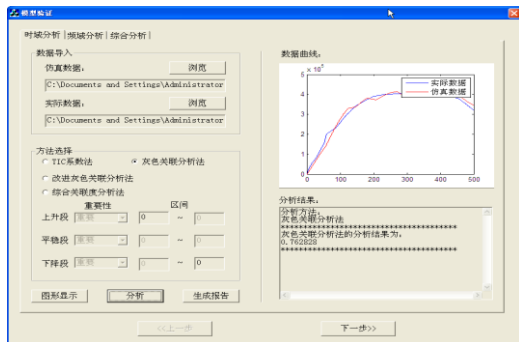 模型验证
时域分析 | 频域分析 | 综合分析 |
数据导入
仿真数据:
浏览
C:\Documents and Settings\Administrator
实际数据:
浏览
C:\Documents and Settings\Administrator
方法选择
TIC系数法
灰色关联分析法
改进灰色关联分析法
综合关联度分析法
重要性 区间
上升段 重要 0 ~ 0
平稳段 重要 0 ~ 0
下降段 重要 0 ~ 0
图形显示 分析 生成报告
数据曲线:
× 10
5
4
3
2
1
0
0 100 200 300 400 500
实际数据
仿真数据
分析结果:
分析方法:
灰色关联分析法
灰色关联分析法的分析结果为:
0.762828
<<上一步 下一步>>